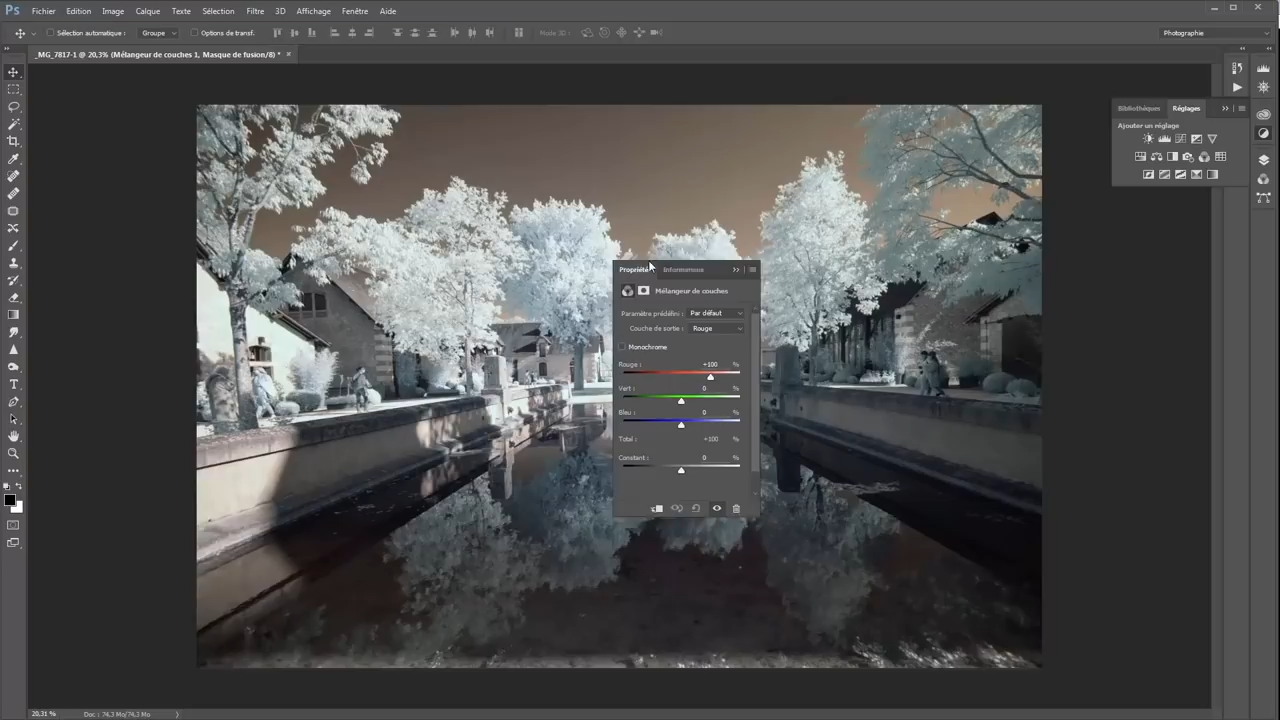 Ps Fichier Edition Image Calque Texte Sélection Filtre 3D Affichage Fenêtre Aide
Sélection automatique : Groupe Options de transf. Mode 3D : Photographie
_MG_7817-1 @ 20,3% (Mélangeur de couches 1, Masque de fusion/8) * ×
Bibliothèques Réglages
Ajouter un réglage
Propriété Informations
Mélangeur de couches
Paramètre prédéfini : Par défaut
Couche de sortie : Rouge
Monochrome
Rouge : +100 %
Vert : 0 %
Bleu : 0 %
Total : +100 %
Constant : 0 %
20,31 % Doc : 74,3 Mo/74,3 Mo